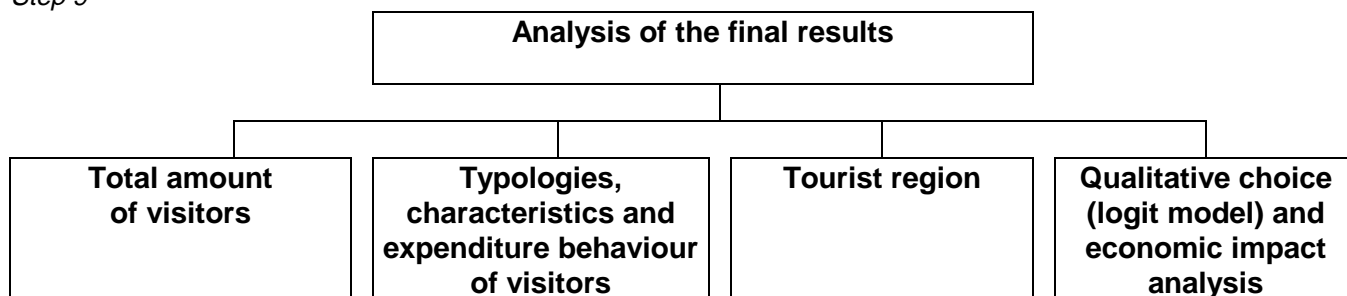 Step 9
Analysis of the final results
Total amount
of visitors
Typologies,
characteristics and
expenditure behaviour
of visitors
Tourist region
Qualitative choice
(logit model) and
economic impact
analysis